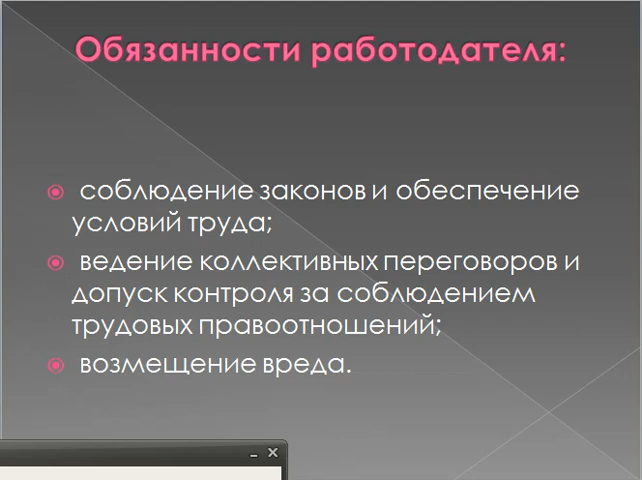 Обязанности работодателя:
соблюдение законов и обеспечение
условий труда;
ведение коллективных переговоров и
допуск контроля за соблюдением
трудовых правоотношений;
возмещение вреда.